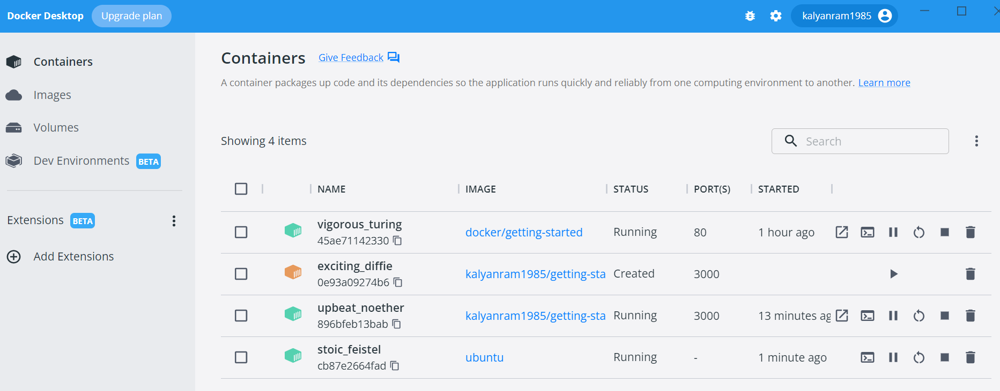 Docker Desktop Upgrade plan kalyanram1985
Containers
Images
Volumes
Dev Environments BETA
Extensions BETA
Add Extensions
Containers Give Feedback
A container packages up code and its dependencies so the application runs quickly and reliably from one computing environment to another. Learn more
Showing 4 items Search
NAME IMAGE STATUS PORT(S) STARTED
vigorous_turing
45ae71142330 docker/getting-started Running 80 1 hour ago
exciting_diffie
0e93a09274b6 kalyanram1985/getting-sta Created 3000
upbeat_noether
896bfeb13bab kalyanram1985/getting-sta Running 3000 13 minutes ag
stoic_feistel
cb87e2664fad ubuntu Running - 1 minute ago